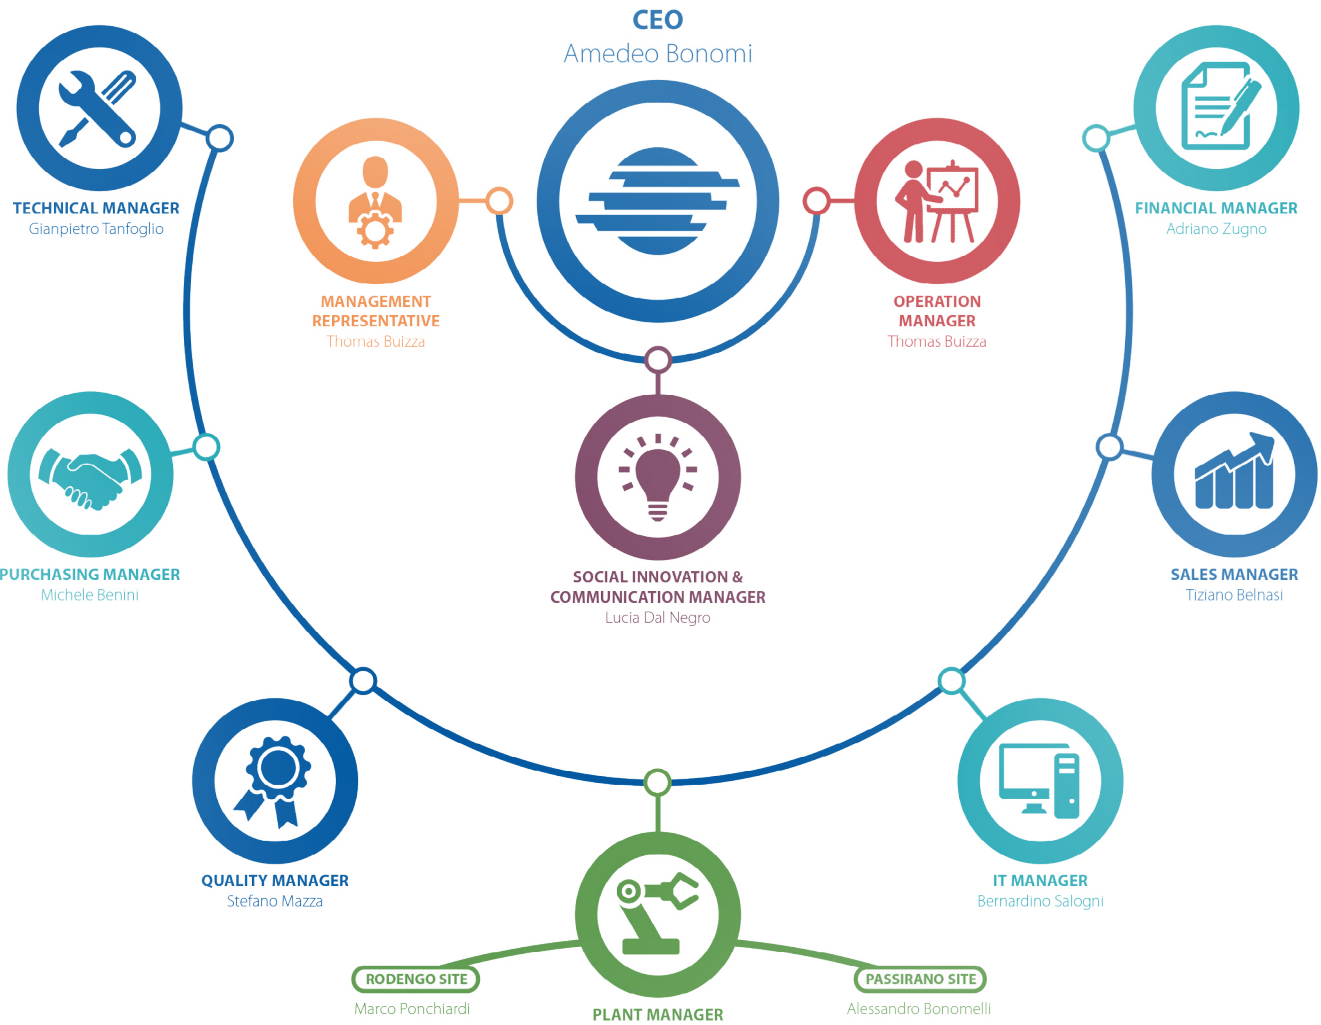 CEO
Amedeo Bonomi
TECHNICAL MANAGER
Gianpietro Tanfoglio
FINANCIAL MANAGER
Adriano Zugno
MANAGEMENT
REPRESENTATIVE
Thomas Buizza
OPERATION
MANAGER
Thomas Buizza
PURCHASING MANAGER
Michele Benini
SOCIAL INNOVATION &
COMMUNICATION MANAGER
Lucia Dal Negro
SALES MANAGER
Tiziano Belnasi
QUALITY MANAGER
Stefano Mazza
IT MANAGER
Bernardino Salogni
RODENGO SITE
Marco Ponchiardi
PLANT MANAGER
PASSIRANO SITE
Alessandro Bonomelli